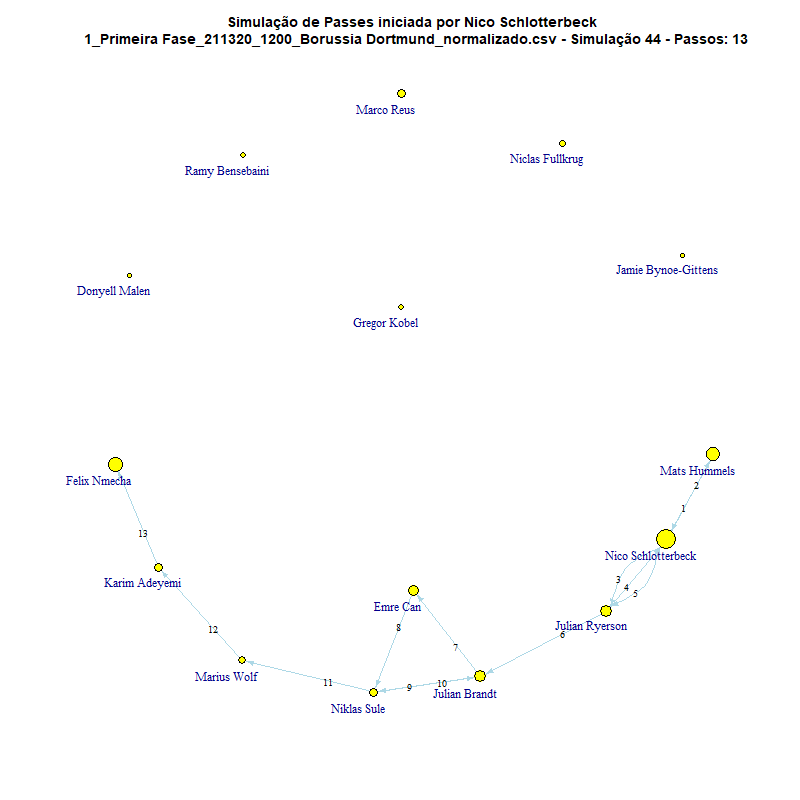 Simulação de Passes iniciada por Nico Schlotterbeck
1_Primeira Fase_211320_1200_Borussia Dortmund_normalizado.csv - Simulação 44 - Passos: 13
Marco Reus
Niclas Fullkrug
Ramy Bensebaini
Jamie Bynoe-Gittens
Donyell Malen
Gregor Kobel
Mats Hummels
Felix Nmecha
2
1
13
Nico Schlotterbeck
3
4
5
Karim Adeyemi
Emre Can
Julian Ryerson
12
8
6
7
Marius Wolf
11
9
10
Julian Brandt
Niklas Sule